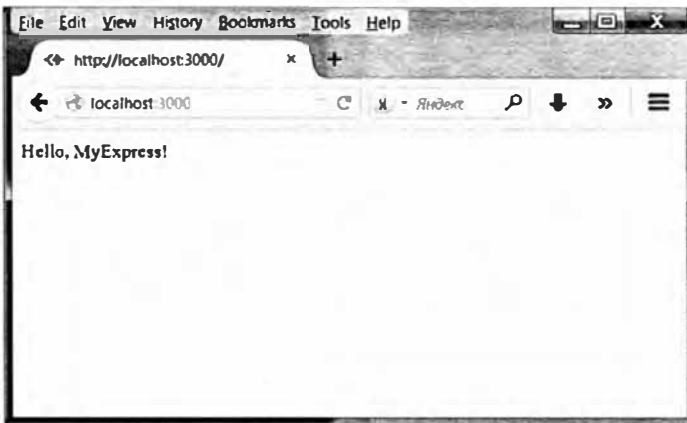 File Edit View History Bookmarks Tools Help
http://localhost:3000/
localhost:3000 Яндекс
Hello, MyExpress!